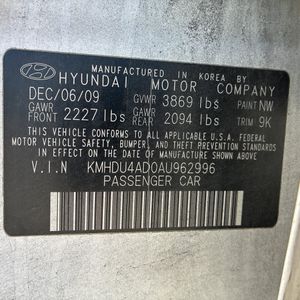 MANUFACTURED IN KOREA BY
HYUNDAI MOTOR COMPANY
DEC/06/09 GVWR 3869 lbs PAINT NW
GAWR FRONT 2227 lbs GAWR REAR 2094 lbs TRIM 9K
THIS VEHICLE CONFORMS TO ALL APPLICABLE U.S.A. FEDERAL
MOTOR VEHICLE SAFETY, BUMPER, AND THEFT PREVENTION
STANDARDS IN EFFECT ON THE DATE OF MANUFACTURE SHOWN ABOVE.
V.I.N KMHDU4AD0AU962996
PASSENGER CAR